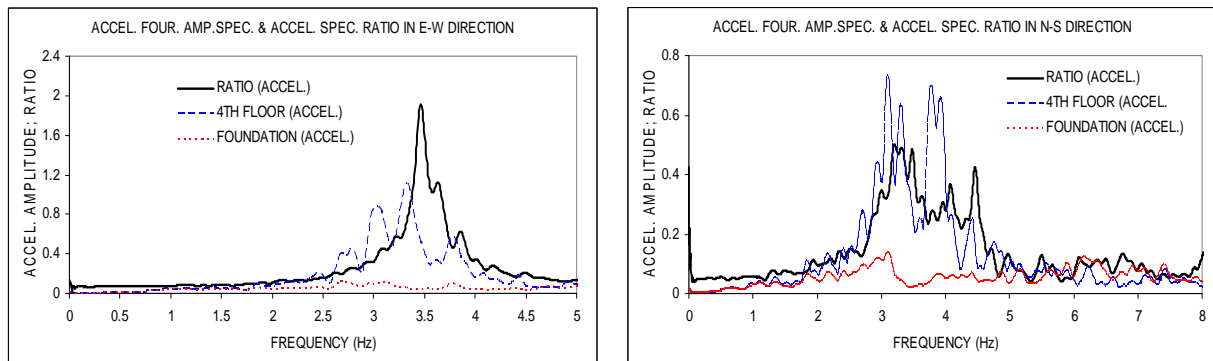 ACCEL. FOUR. AMP.SPEC. & ACCEL. SPEC. RATIO IN E-W DIRECTION
ACCEL. AMPLITUDE; RATIO
2.4
2
1.6
1.2
0.8
0.4
0
RATIO (ACCEL.)
4TH FLOOR (ACCEL.)
FOUNDATION (ACCEL.)
0 0.5 1 1.5 2 2.5 3 3.5 4 4.5 5
FREQUENCY (Hz)
ACCEL. FOUR. AMP.SPEC. & ACCEL. SPEC. RATIO IN N-S DIRECTION
ACCEL. AMPLITUDE; RATIO
0.8
0.6
0.4
0.2
0
RATIO (ACCEL.)
4TH FLOOR (ACCEL.
FOUNDATION (ACCEL.)
0 1 2 3 4 5 6 7 8
FREQUENCY (Hz)